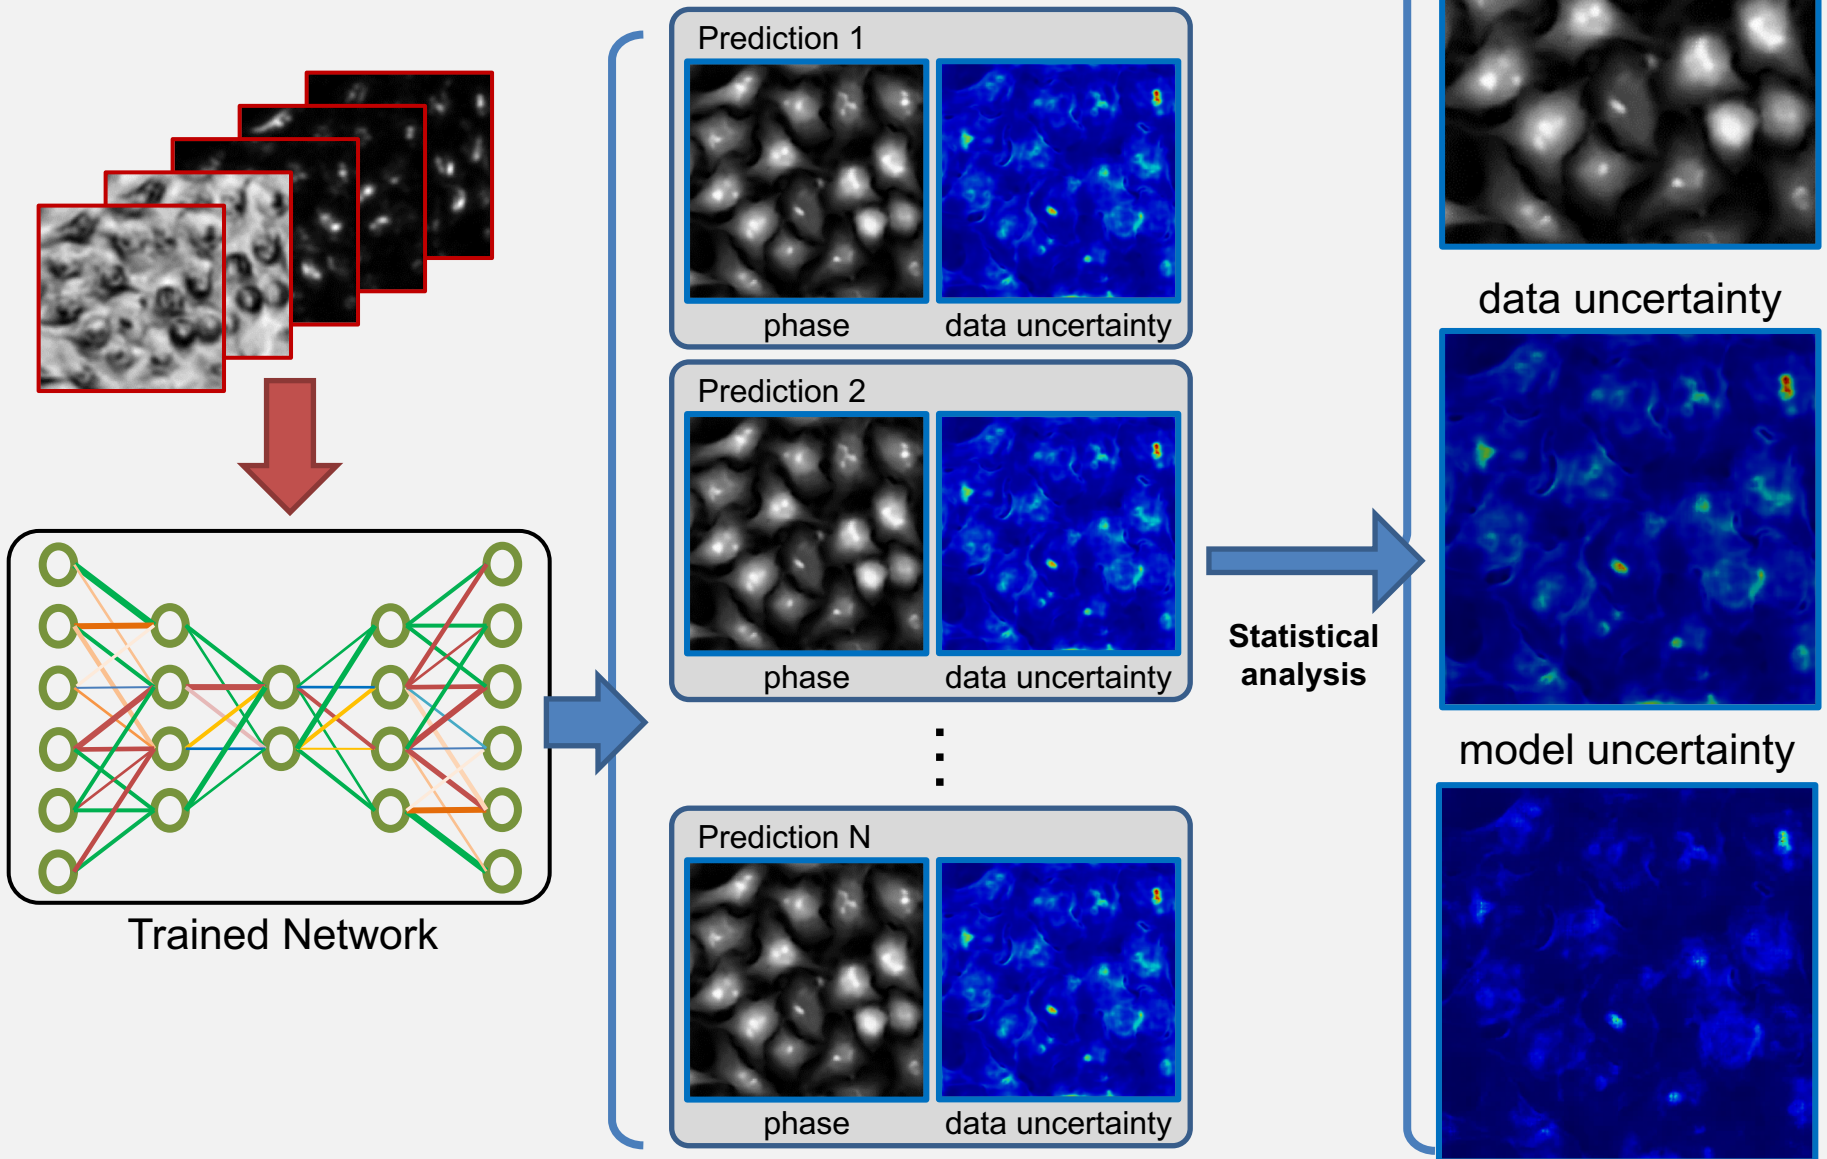 Prediction 1
phase
data uncertainty
Prediction 2
phase
data uncertainty
Prediction N
phase
data uncertainty
Trained Network
Statistical
analysis
data uncertainty
model uncertainty